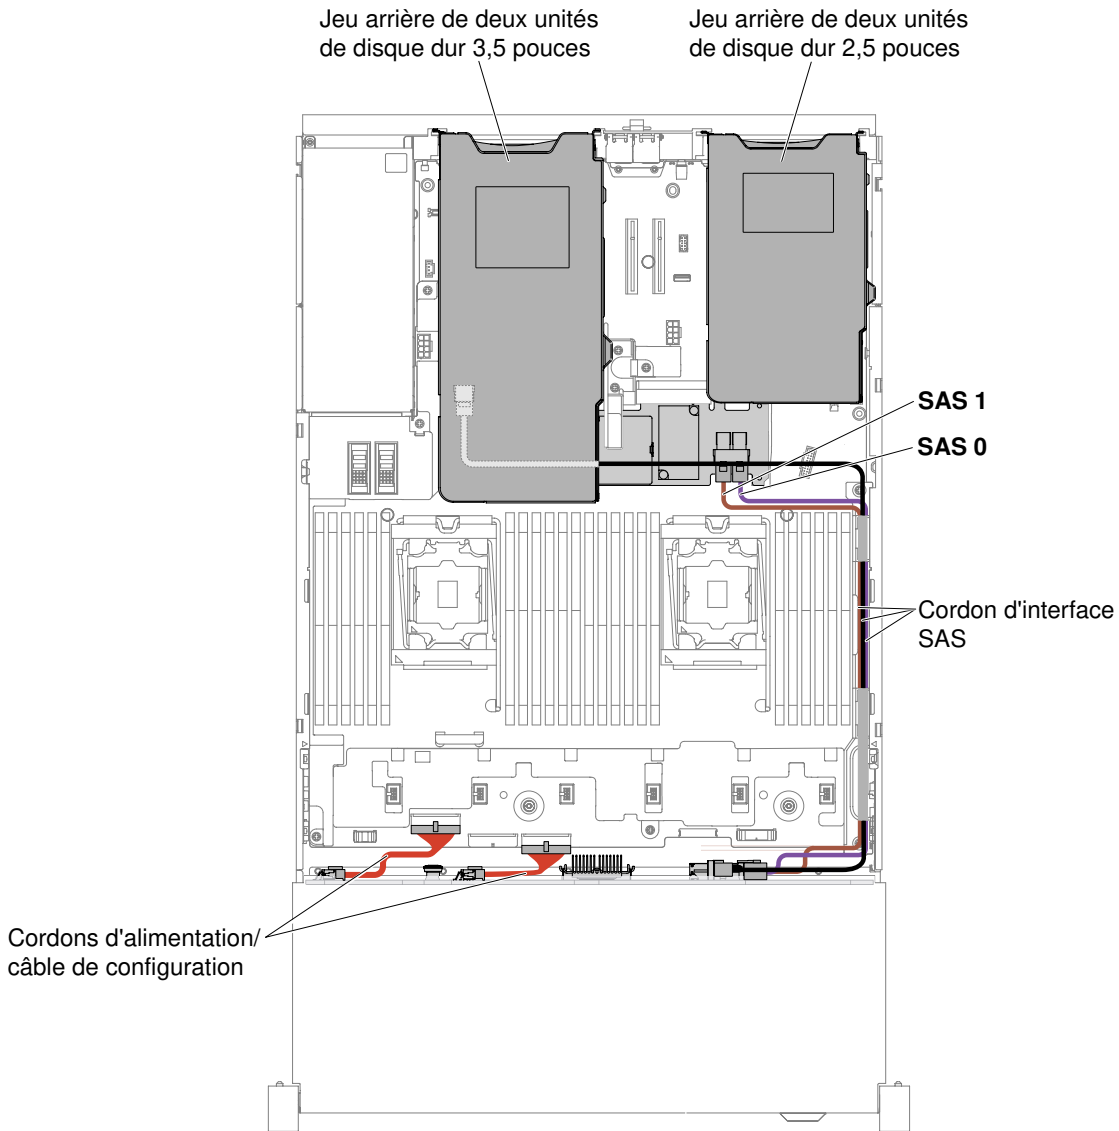 Jeu arrière de deux unités
de disque dur 3,5 pouces
Jeu arrière de deux unités
de disque dur 2,5 pouces
SAS 1
SAS 0
Cordon d'interface
SAS
Cordons d'alimentation/
câble de configuration